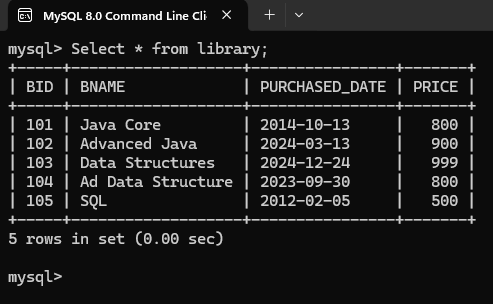 MySQL 8.0 Command Line Cli
mysql> Select * from library;
+-----+-------------------+----------------+-------+
| BID | BNAME             | PURCHASED_DATE | PRICE |
+-----+-------------------+----------------+-------+
| 101 | Java Core         | 2014-10-13     |   800 |
| 102 | Advanced Java     | 2024-03-13     |   900 |
| 103 | Data Structures   | 2024-12-24     |   999 |
| 104 | Ad Data Structure | 2023-09-30     |   800 |
| 105 | SQL               | 2012-02-05     |   500 |
+-----+-------------------+----------------+-------+
5 rows in set (0.00 sec)
mysql>